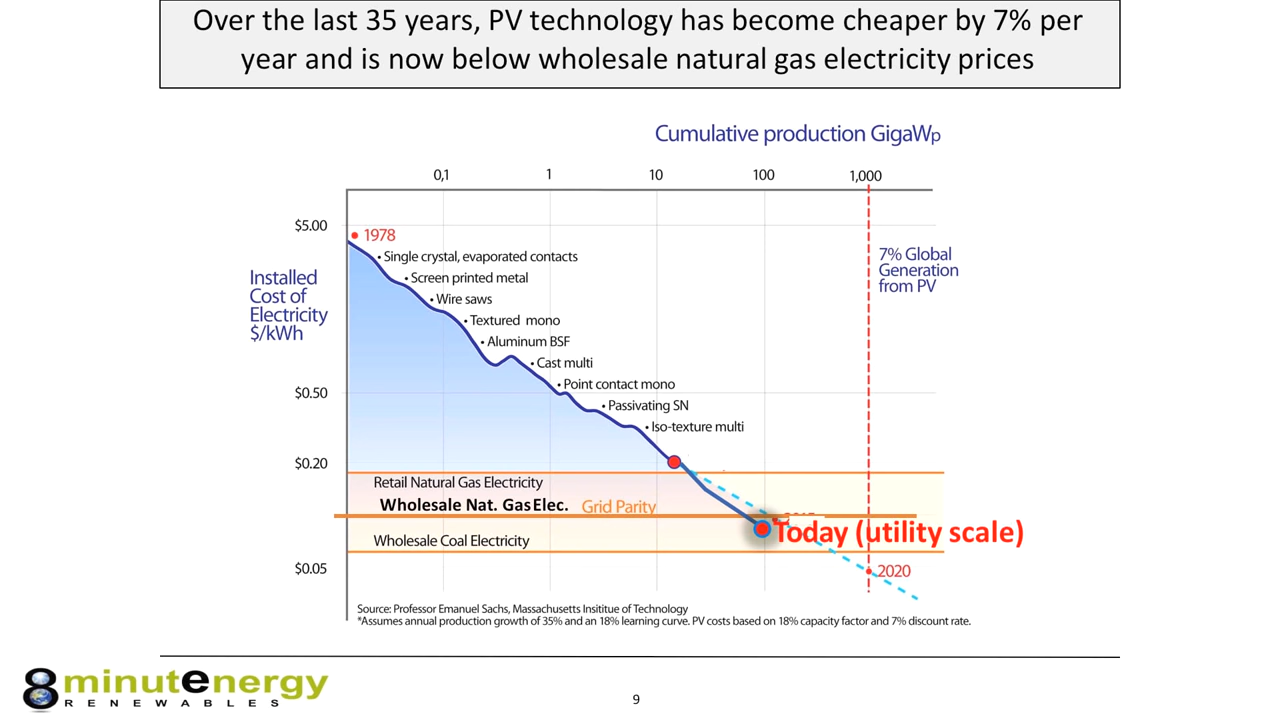 Over the last 35 years, PV technology has become cheaper by 7% per
year and is now below wholesale natural gas electricity prices
Cumulative production GigaWp
0,1 1 10 100 1,000
$5.00
1978
Single crystal, evaporated contacts
7% Global
Generation
from PV
Installed
Cost of
Electricity
$/kWh
• Screen printed metal
• Wire saws
• Textured mono
• Aluminum BSF
• Cast multi
• Point contact mono
$0.50
• Passivating SN
• Iso-texture multi
$0.20
Retail Natural Gas Electricity
Wholesale Nat. Gas Elec. Grid Parity
Today (utility scale)
Wholesale Coal Electricity
$0.05
2020
Source: Professor Emanuel Sachs, Massachusetts Insititue of Technology
*Assumes annual production growth of 35% and an 18% learning curve. PV costs based on 18% capacity factor and 7% discount rate.
8minutenergy
RENEWABLES
9